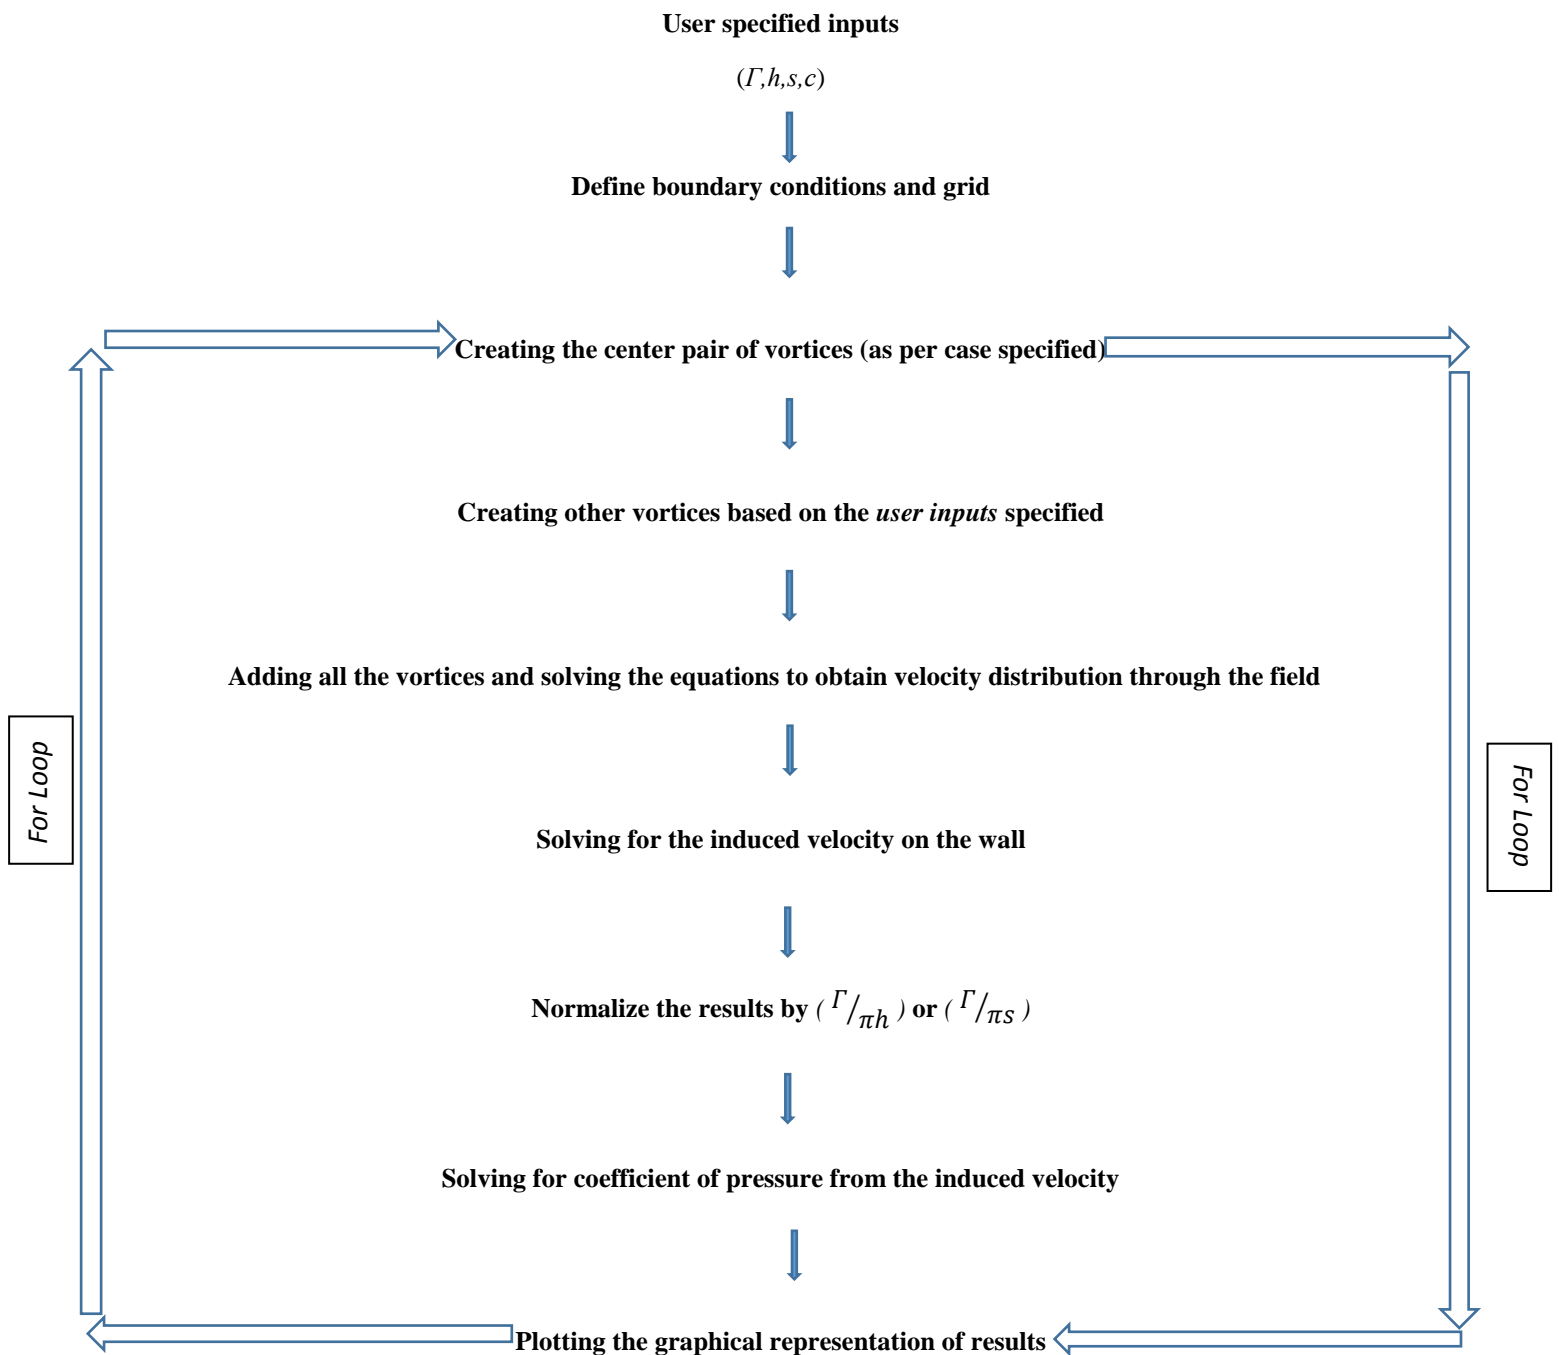 User specified inputs
(Γ,h,s,c)
Define boundary conditions and grid
Creating the center pair of vortices (as per case specified)
Creating other vortices based on the user inputs specified
Adding all the vortices and solving the equations to obtain velocity distribution through the field
For Loop
For Loop
Solving for the induced velocity on the wall
Normalize the results by ( Γ/πh ) or ( Γ/πs )
Solving for coefficient of pressure from the induced velocity
Plotting the graphical representation of results